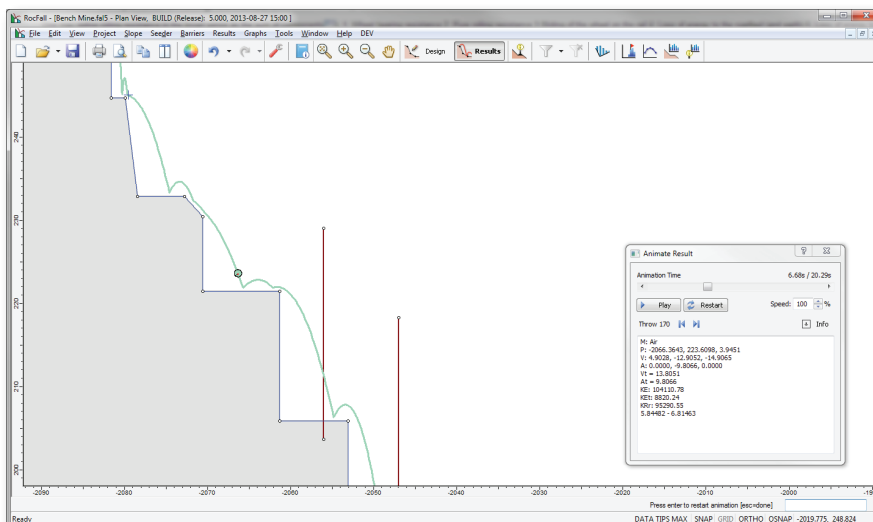 RocFall - [Bench Mine.fal5 - Plan View, BUILD (Release): 5.000, 2013-08-27 15:00 ]
File Edit View Project Slope Seeder Barriers Results Graphs Tools Window Help DEV
Design Results
240
230
220
210
200
Animate Result
Animation Time 6.68s / 20.29s
Play Restart Speed: 100 %
Throw 170 Info
M: Air
P: -2066.3643, 223.6098, 3.9451
V: 4.9028, -12.9052, -14.9065
A: 0.0000, -9.8066, 0.0000
Vt = 13.8051
At = 9.8066
KE: 104110.78
KEt: 8820.24
KRr: 95290.55
5.84482 - 6.81463
-2090 -2080 -2070 -2060 -2050 -2040 -2030 -2020 -2010 -2000 -1990
Press enter to restart animation [esc=done]
Ready DATA TIPS MAX SNAP GRID ORTHO OSNAP -2019.775, 248.824